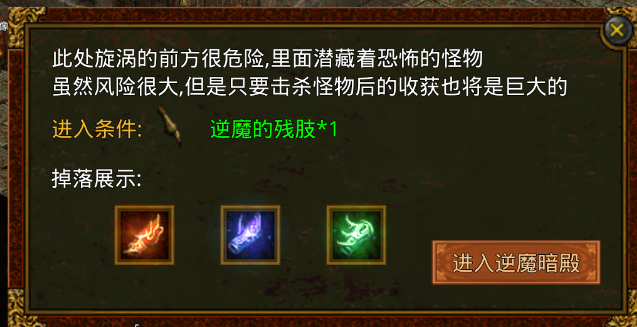 此处旋涡的前方很危险,里面潜藏着恐怖的怪物
虽然风险很大,但是只要击杀怪物后的收获也将是巨大的
进入条件: 逆魔的残肢*1
掉落展示:
进入逆魔暗殿